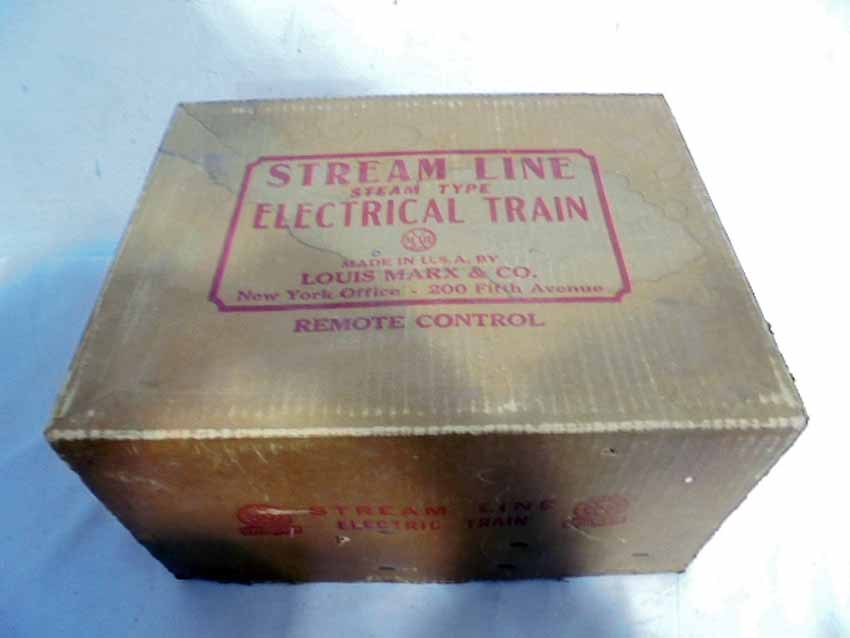 STREAM LINE
STEAM TYPE
ELECTRICAL TRAIN
MAR
MADE IN U.S.A. BY
LOUIS MARX & CO.
New York Office - 200 Fifth Avenue
REMOTE CONTROL
STREAM LINE
ELECTRIC TRAIN